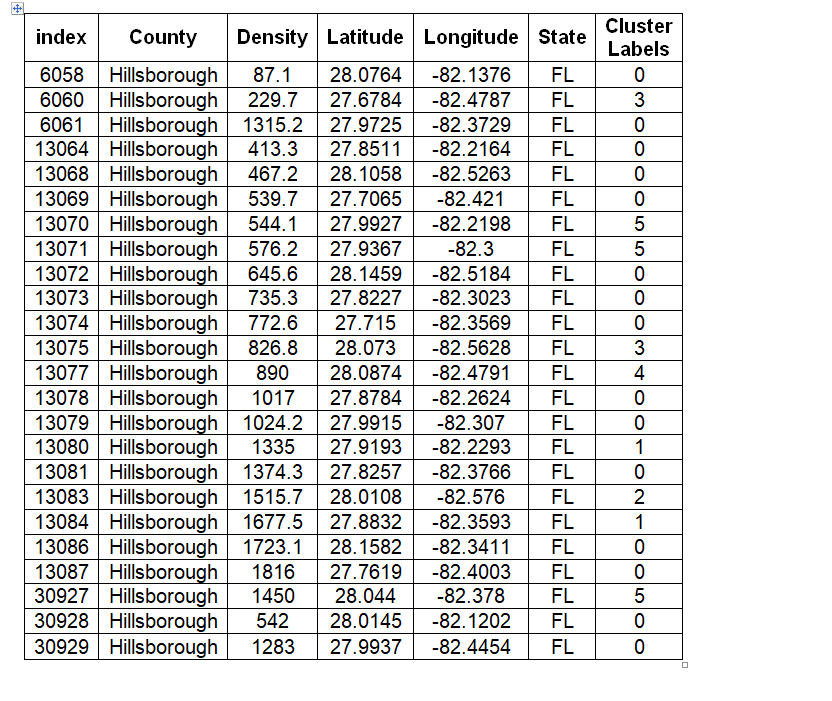 index County Density Latitude Longitude State Cluster Labels
6058 Hillsborough 87.1 28.0764 -82.1376 FL 0
6060 Hillsborough 229.7 27.6784 -82.4787 FL 3
6061 Hillsborough 1315.2 27.9725 -82.3729 FL 0
13064 Hillsborough 413.3 27.8511 -82.2164 FL 0
13068 Hillsborough 467.2 28.1058 -82.5263 FL 0
13069 Hillsborough 539.7 27.7065 -82.421 FL 0
13070 Hillsborough 544.1 27.9927 -82.2198 FL 5
13071 Hillsborough 576.2 27.9367 -82.3 FL 5
13072 Hillsborough 645.6 28.1459 -82.5184 FL 0
13073 Hillsborough 735.3 27.8227 -82.3023 FL 0
13074 Hillsborough 772.6 27.715 -82.3569 FL 0
13075 Hillsborough 826.8 28.073 -82.5628 FL 3
13077 Hillsborough 890 28.0874 -82.4791 FL 4
13078 Hillsborough 1017 27.8784 -82.2624 FL 0
13079 Hillsborough 1024.2 27.9915 -82.307 FL 0
13080 Hillsborough 1335 27.9193 -82.2293 FL 1
13081 Hillsborough 1374.3 27.8257 -82.3766 FL 0
13083 Hillsborough 1515.7 28.0108 -82.576 FL 2
13084 Hillsborough 1677.5 27.8832 -82.3593 FL 1
13086 Hillsborough 1723.1 28.1582 -82.3411 FL 0
13087 Hillsborough 1816 27.7619 -82.4003 FL 0
30927 Hillsborough 1450 28.044 -82.378 FL 5
30928 Hillsborough 542 28.0145 -82.1202 FL 0
30929 Hillsborough 1283 27.9937 -82.4454 FL 0